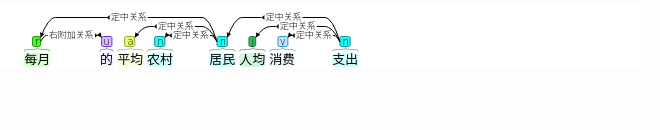 定中关系
定中关系
定中关系 定中关系
右附加关系 定中关系 定中关系
r u a n n j v n
每月 的 平均 农村 居民 人均 消费 支出